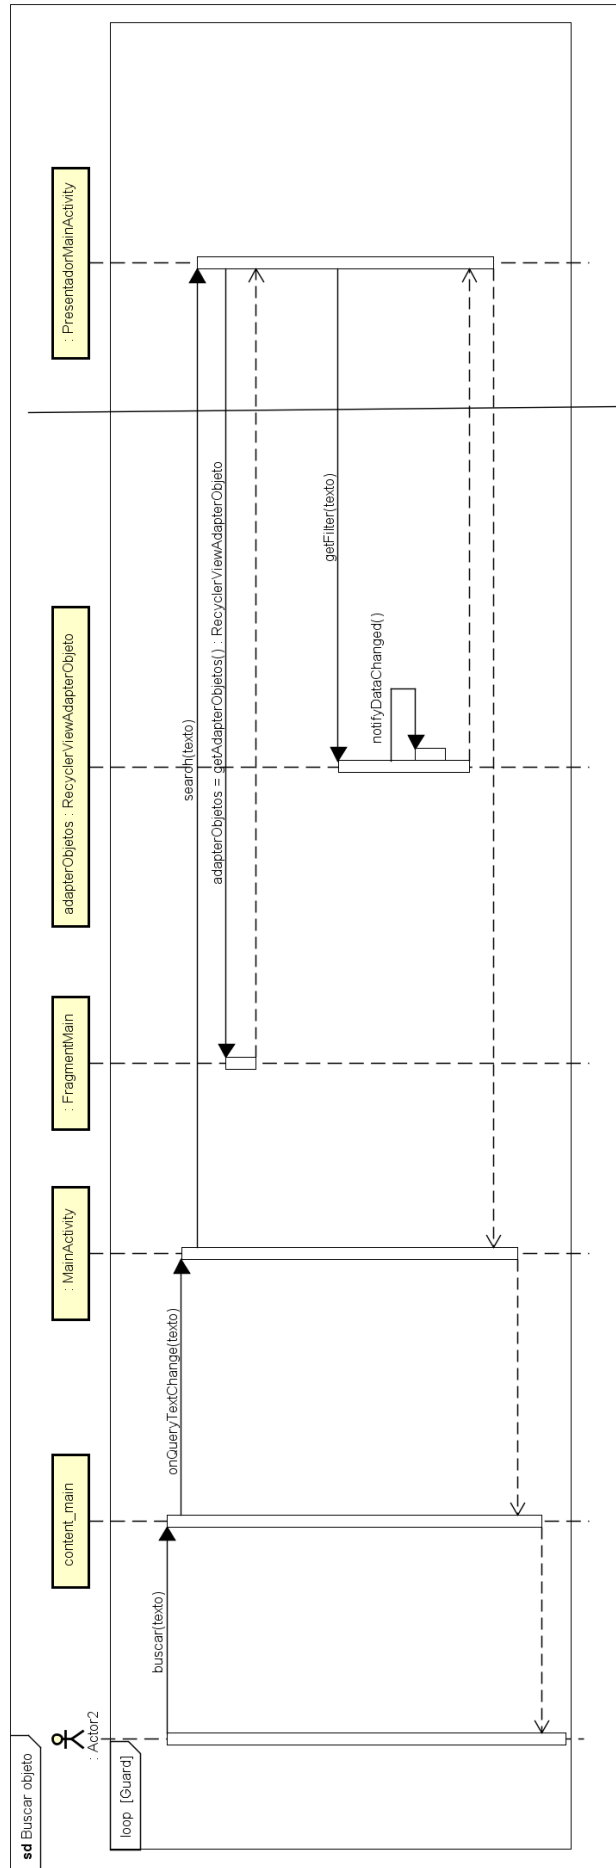 sd Buscar objeto
: Actor2
content_main
: MainActivity
: FragmentMain
adapterObjetos : RecyclerViewAdapterObjeto
: PresentadorMainActivity
loop [Guard]
buscar(texto)
onQueryTextChange(texto)
search(texto)
adapterObjetos = getAdapterObjetos() : RecyclerViewAdapterObjeto
getFilter(texto)
notifyDataChanged()